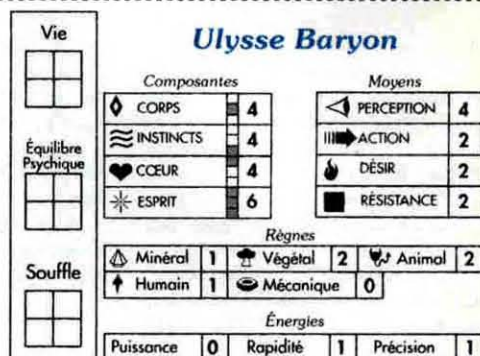 Vie
Équilibre
Psychique
Souffle
Ulysse Baryon
Composantes
CORPS 4
INSTINCTS 4
CŒUR 4
ESPRIT 6
Moyens
PERCEPTION 4
ACTION 2
DÉSIR 2
RÉSISTANCE 2
Règnes
Minéral 1 Végétal 2 Animal 2
Humain 1 Mécanique 0
Énergies
Puissance 0 Rapidité 1 Précision 1